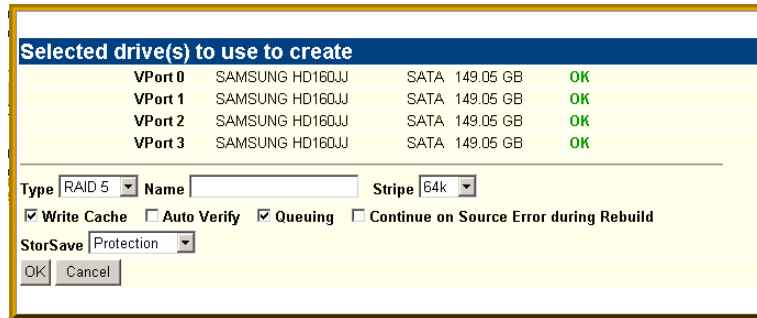 Selected drive(s) to use to create
VPort 0 SAMSUNG HD160JJ SATA 149.05 GB OK
VPort 1 SAMSUNG HD160JJ SATA 149.05 GB OK
VPort 2 SAMSUNG HD160JJ SATA 149.05 GB OK
VPort 3 SAMSUNG HD160JJ SATA 149.05 GB OK
Type RAID 5 Name Stripe 64k
Write Cache Auto Verify Queuing Continue on Source Error during Rebuild
StorSave Protection
OK Cancel